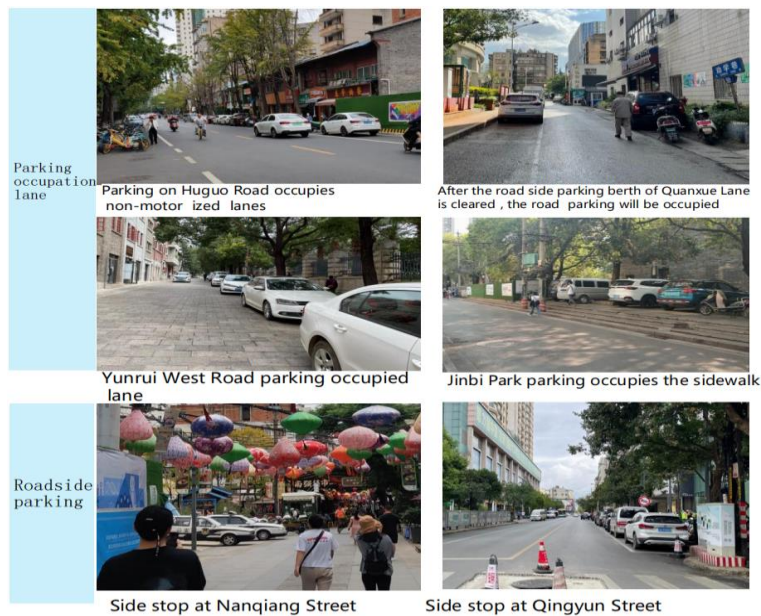 Parking
occupation
lane
Parking on Huguo Road occupies
non-motor ized lanes
After the road side parking berth of Quanxue Lane
is cleared , the road parking will be occupied
Yunrui West Road parking occupied
lane
Jinbi Park parking occupies the sidewalk
Roadside
parking
Side stop at Nanqiang Street
Side stop at Qingyun Street